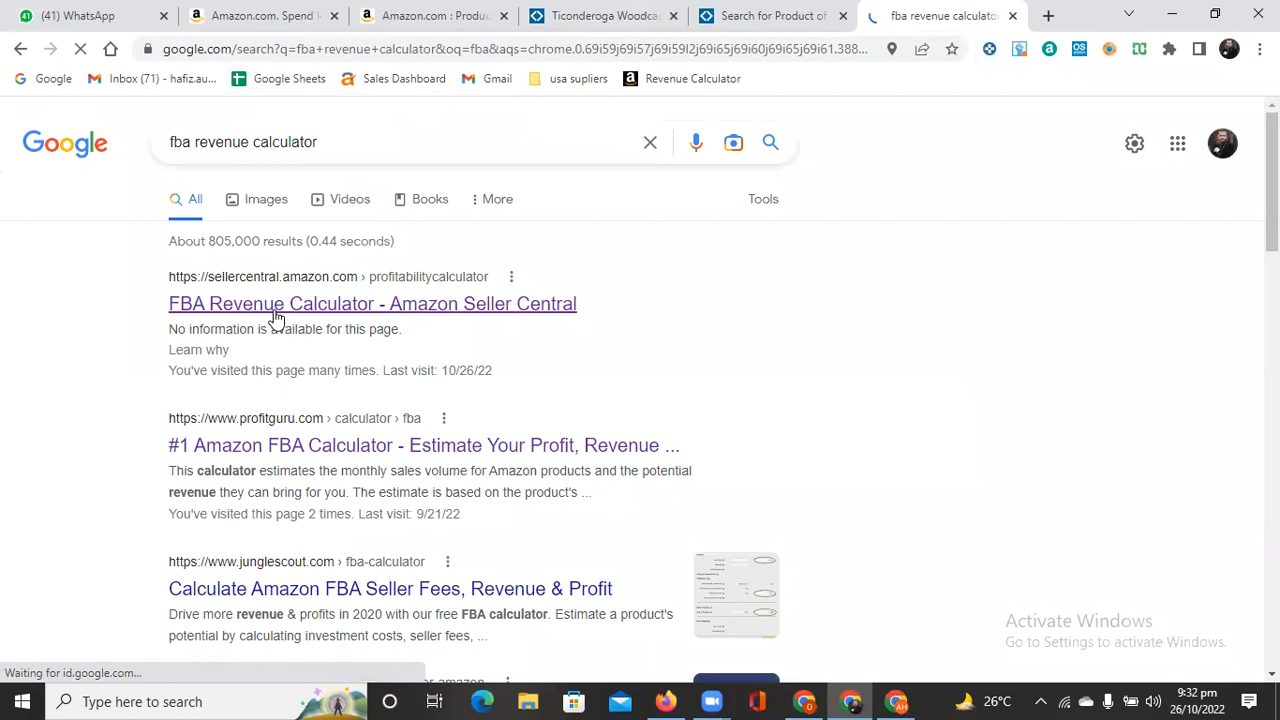 (41) WhatsApp
Amazon.com. Spend l
Amazon.com : Produ
Ticonderoga Woodca
Search for Product of
fba revenue calculator
google.com/search?q=fba+revenue+calculator&oq=fba&aqs=chrome.0.69i59j69i57j69i59l2j69i65j69i60j69i65j69i61.388...
Google
Inbox (71) - hafiz.au...
Google Sheets
Sales Dashboard
Gmail
usa supliers
Revenue Calculator
Google
fba revenue calculator
All
Images
Videos
Books
More
Tools
About 805,000 results (0.44 seconds)
https://sellercentral.amazon.com › profitabilitycalculator
FBA Revenue Calculator - Amazon Seller Central
No information is available for this page.
Learn why
You've visited this page many times. Last visit: 10/26/22
https://www.profitguru.com › calculator › fba
#1 Amazon FBA Calculator - Estimate Your Profit, Revenue ...
This calculator estimates the monthly sales volume for Amazon products and the potential
revenue they can bring for you. The estimate is based on the product's ...
You've visited this page 2 times. Last visit: 9/21/22
https://www.junglescout.com › fba-calculator
Calculate Amazon FBA Seller Fees, Revenue & Profit
Drive more revenue & profits in 2020 with our free FBA calculator. Estimate a product's
potential by calculating investment costs, seller fees, ...
Activate Windows
Go to Settings to activate Windows.
Waiting for id.google.com...
Type here to search
26°C
9:32 pm
26/10/2022